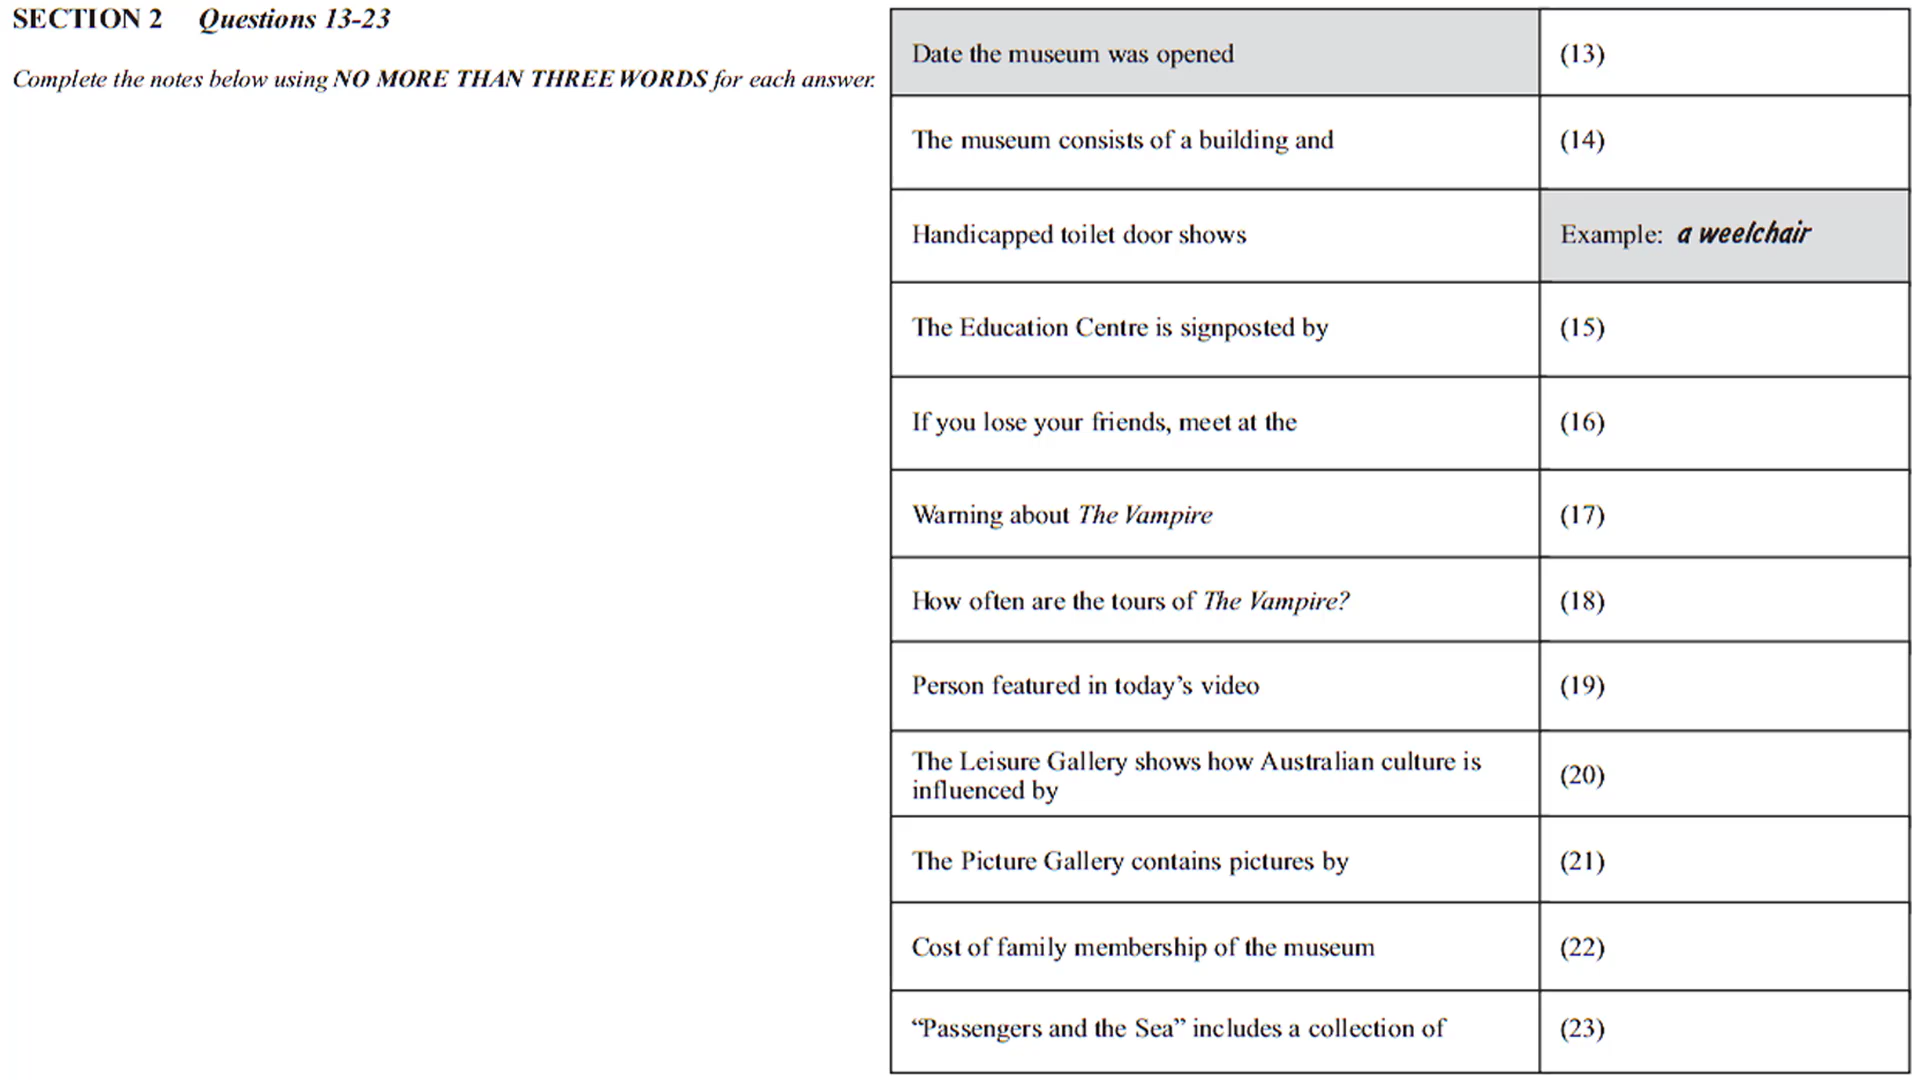 SECTION 2 Questions 13-23
Complete the notes below using NO MORE THAN THREE WORDS for each answer.
Date the museum was opened (13)
The museum consists of a building and (14)
Handicapped toilet door shows Example: a weelchair
The Education Centre is signposted by (15)
If you lose your friends, meet at the (16)
Warning about The Vampire (17)
How often are the tours of The Vampire? (18)
Person featured in today's video (19)
The Leisure Gallery shows how Australian culture is
influenced by (20)
The Picture Gallery contains pictures by (21)
Cost of family membership of the museum (22)
“Passengers and the Sea” includes a collection of (23)